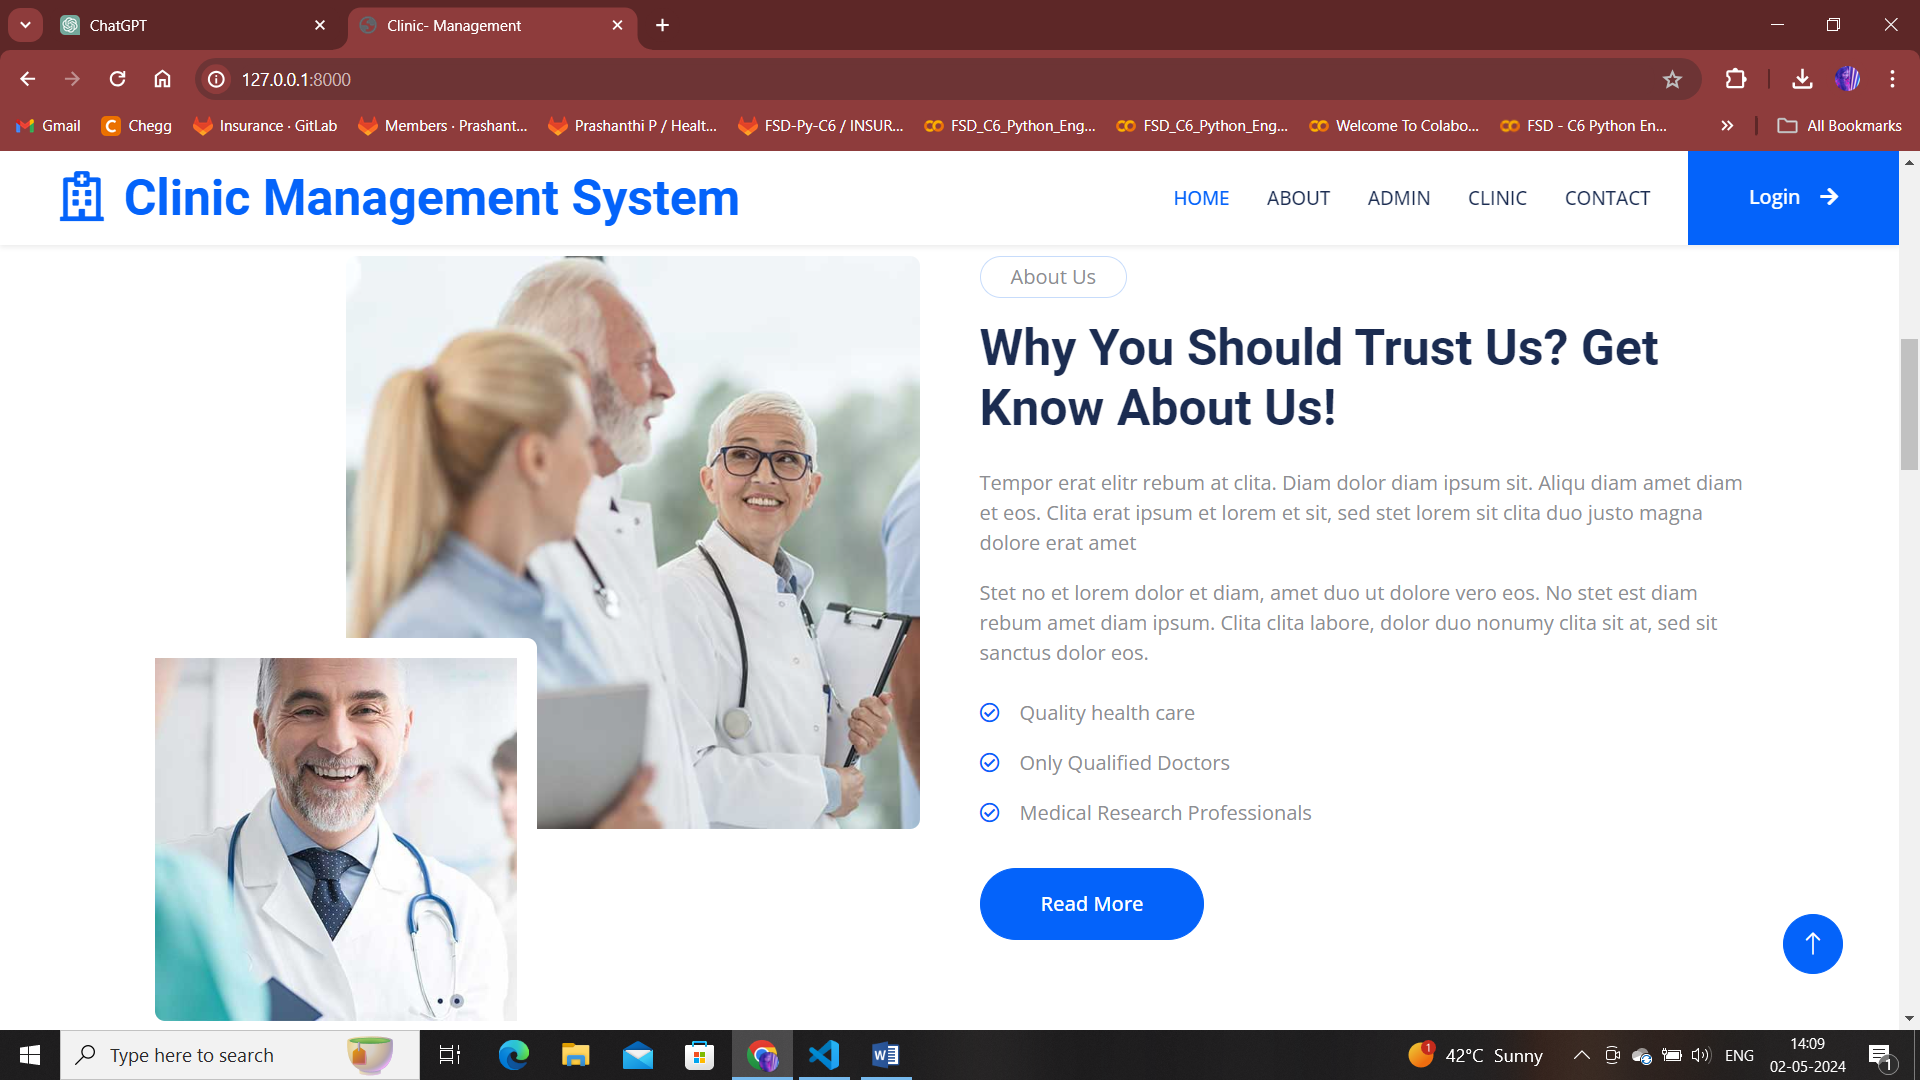 ChatGPT
Clinic- Management
127.0.0.1:8000
Gmail
Chegg
Insurance · GitLab
Members · Prashant...
Prashanthi P / Healt...
FSD-Py-C6 / INSUR...
FSD_C6_Python_Eng...
FSD_C6_Python_Eng...
Welcome To Colabo...
FSD - C6 Python En...
All Bookmarks
Clinic Management System
HOME
ABOUT
ADMIN
CLINIC
CONTACT
Login
About Us
Why You Should Trust Us? Get
Know About Us!
Tempor erat elitr rebum at clita. Diam dolor diam ipsum sit. Aliqu diam amet diam
et eos. Clita erat ipsum et lorem et sit, sed stet lorem sit clita duo justo magna
dolore erat amet
Stet no et lorem dolor et diam, amet duo ut dolore vero eos. No stet est diam
rebum amet diam ipsum. Clita clita labore, dolor duo nonumy clita sit at, sed sit
sanctus dolor eos.
Quality health care
Only Qualified Doctors
Medical Research Professionals
Read More
Type here to search
1
42°C Sunny
ENG
14:09
02-05-2024
1